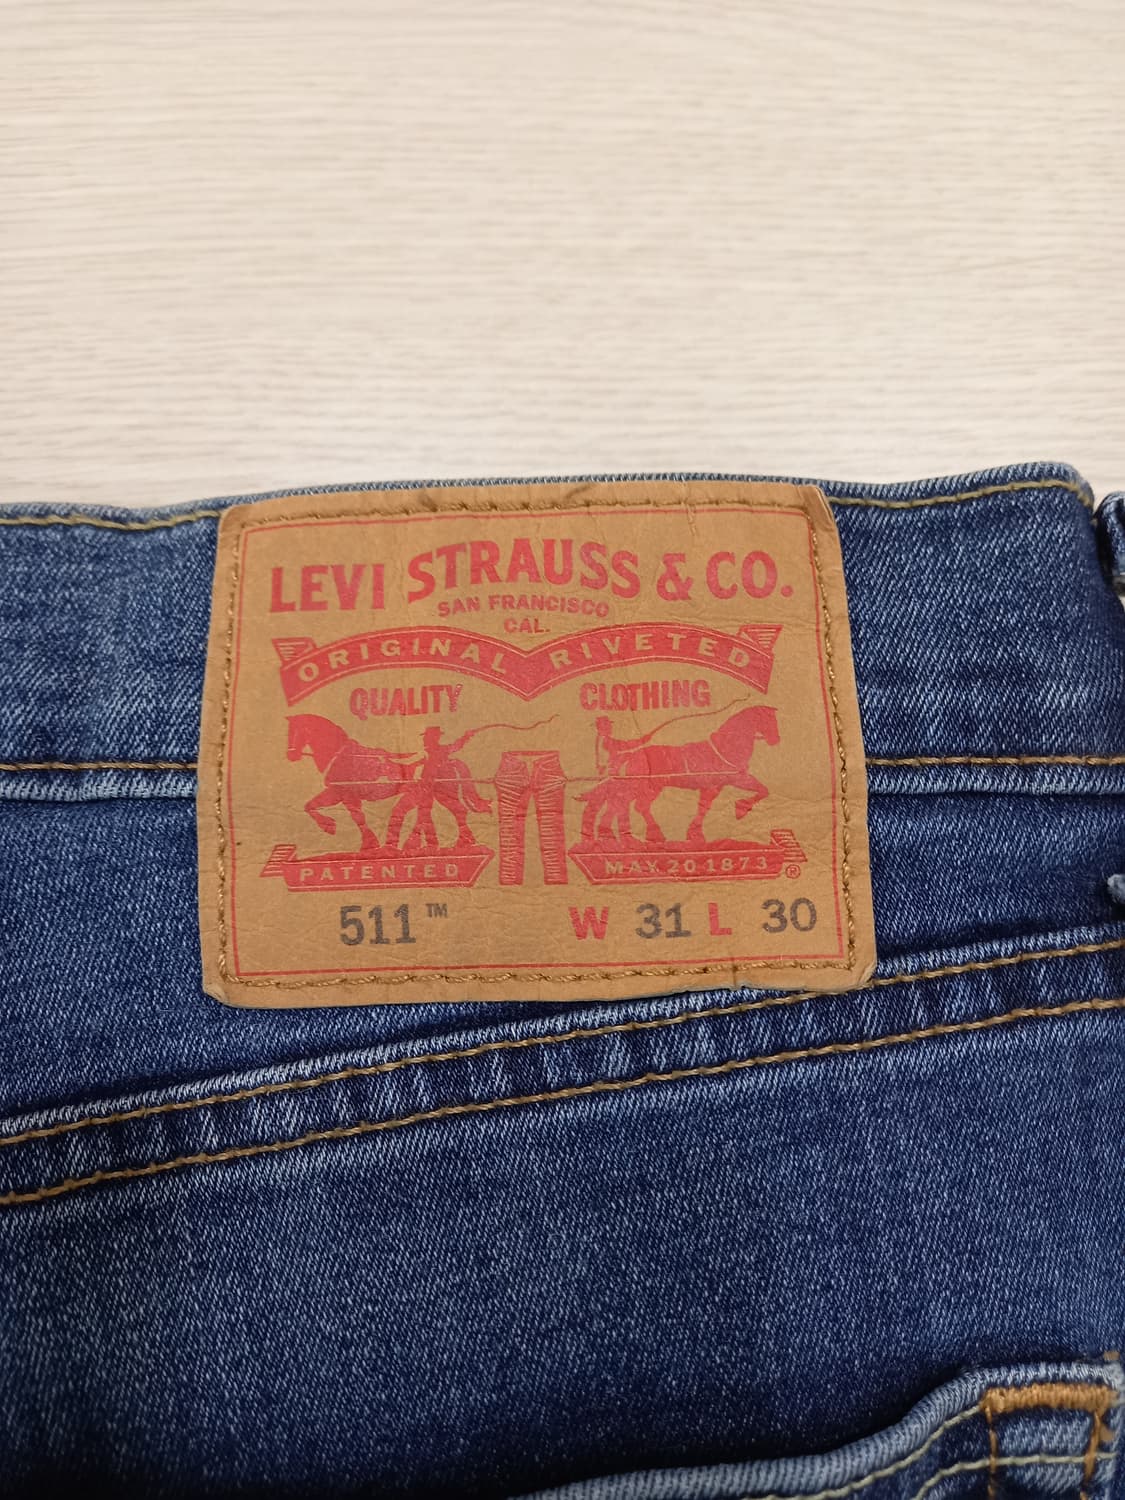 LEVI STRAUSS & CO.
SAN FRANCISCO
CAL.
ORIGINAL RIVETED
QUALITY CLOTHING
PATENTED MAY 20 1873 ®
511™ W 31 L 30